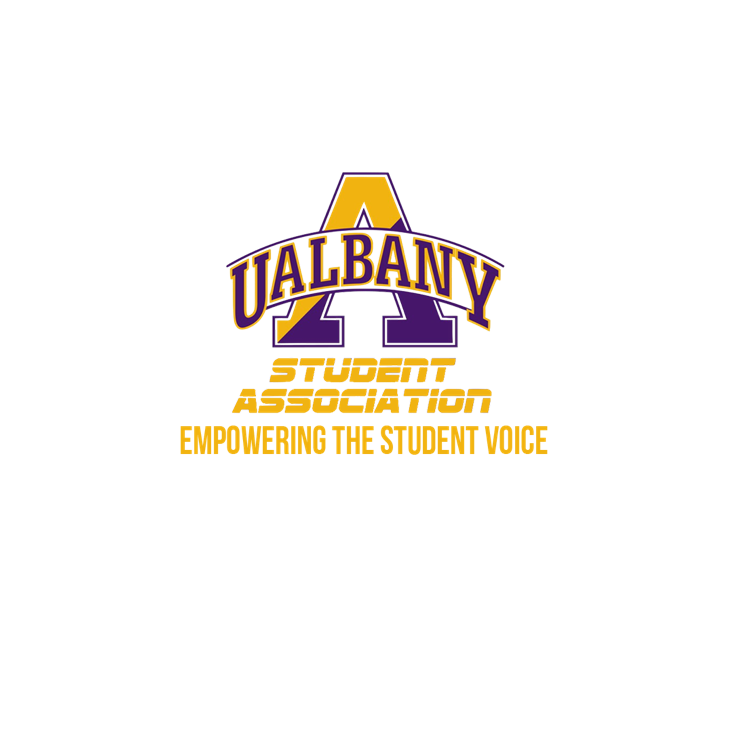 A
UALBANY
STUDENT
ASSOCIATION
EMPOWERING THE STUDENT VOICE